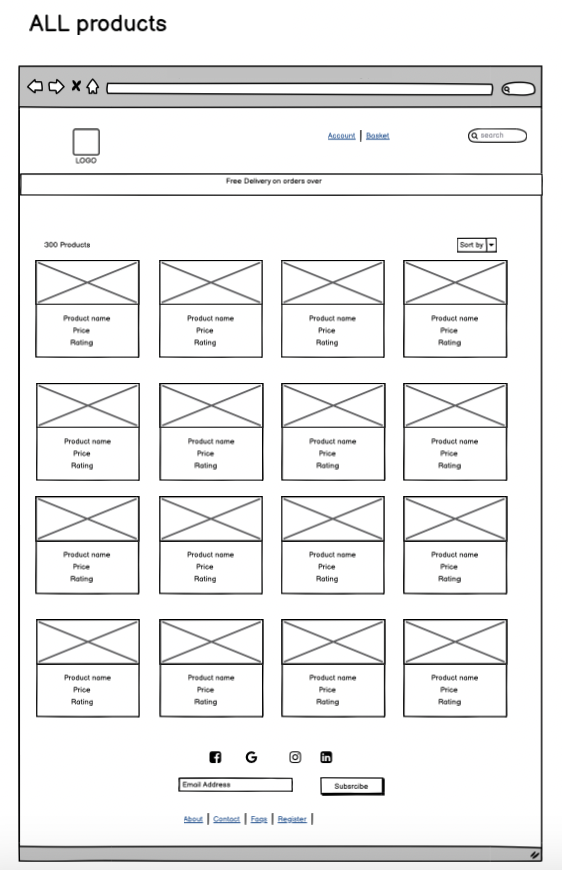 ALL products
Account | Basket
search
LOGO
Free Delivery on orders over
300 Products
Sort by
Product name Product name Product name Product name
Price Price Price Price
Rating Rating Rating Rating
Product name Product name Product name Product name
Price Price Price Price
Rating Rating Rating Rating
Product name Product name Product name Product name
Price Price Price Price
Rating Rating Rating Rating
Product name Product name Product name Product name
Price Price Price Price
Rating Rating Rating Rating
Email Address
Subsrcibe
About | Contact | Faqs | Register |